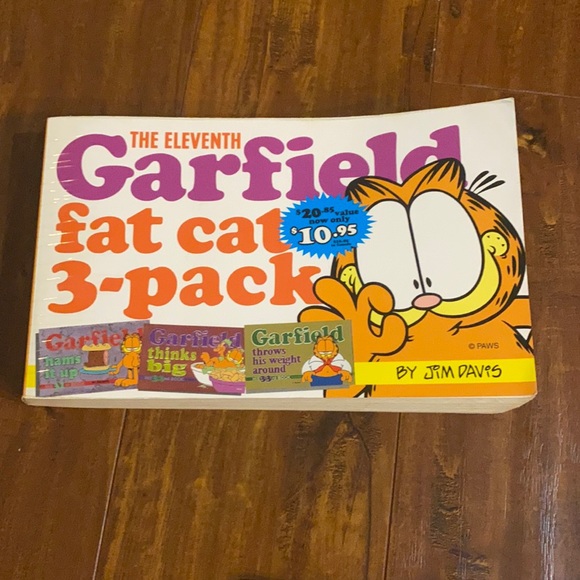 THE ELEVENTH
Garfield
fat cat
3-pack
$20.85 value
now only
$10.95
Garfield
hams
it up
Garfield
thinks
big
Garfield
throws
his weight
around
© PAWS
BY JIM DAVIS